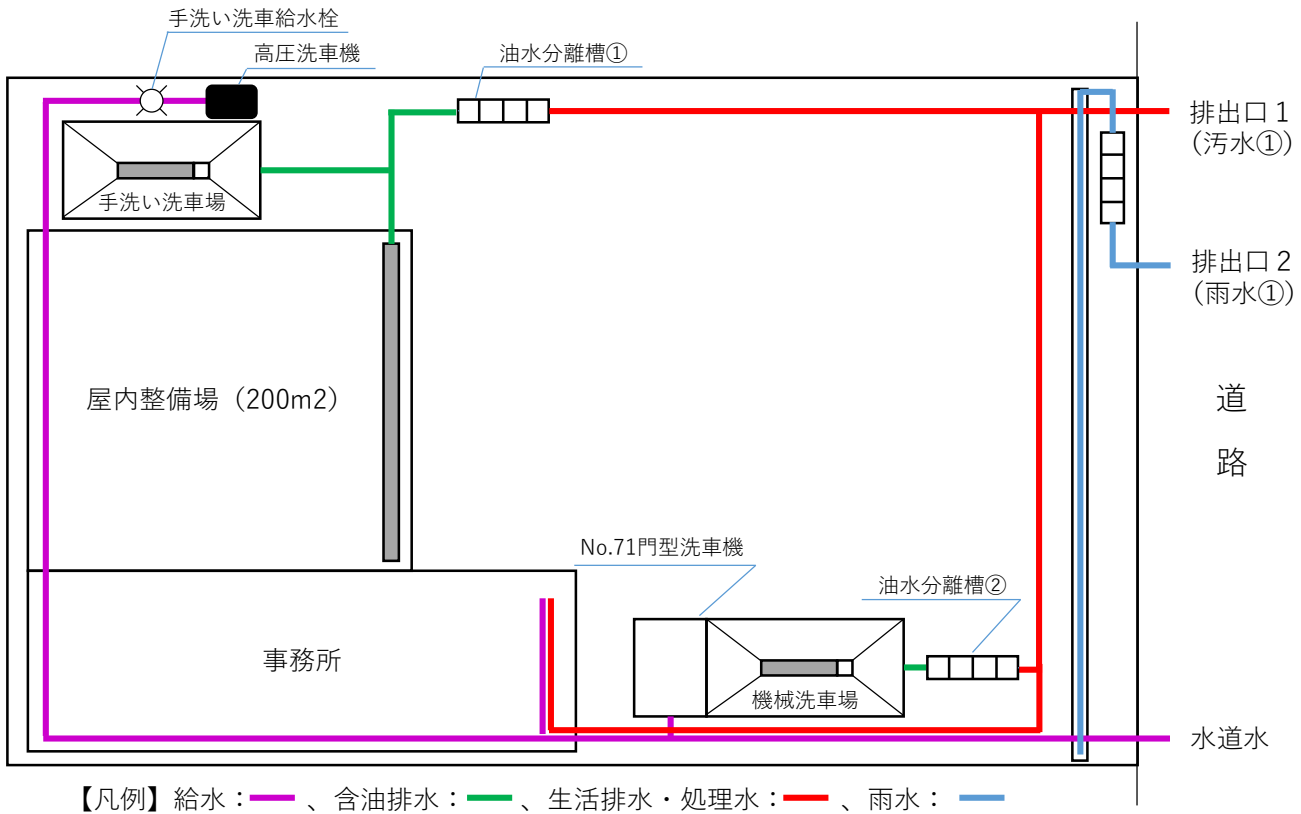 手洗い洗車給水栓
高圧洗車機
油水分離槽①
排出口1
(汚水①)
手洗い洗車場
排出口2
(雨水①)
屋内整備場（200m2）
道
路
No.71門型洗車機
油水分離槽②
事務所
機械洗車場
水道水
【凡例】給水： 、含油排水： 、生活排水・処理水： 、雨水：